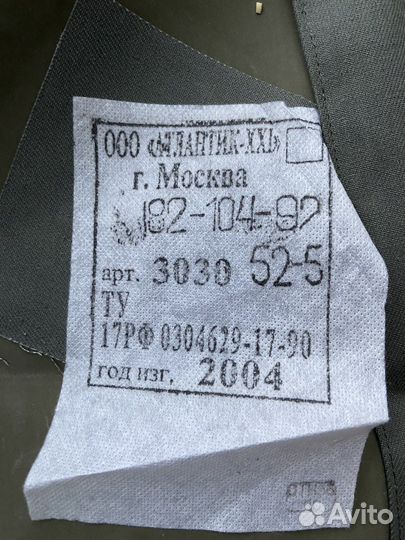 ООО «АТЛАНТИК-XXI»
г. Москва
182-104-92
арт. 3030 52-5
ТУ
17РФ 0304629-17-90
год изг. 2004
Avito